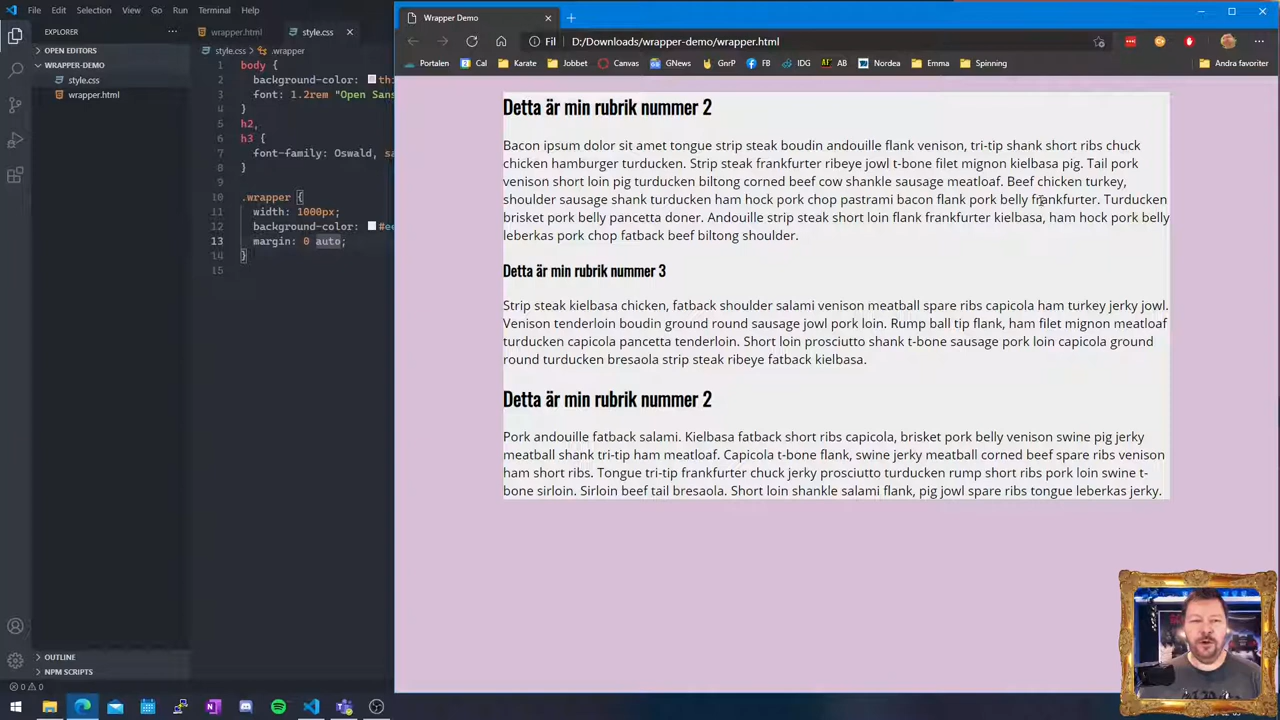 File Edit Selection View Go Run Terminal Help
EXPLORER
OPEN EDITORS
WRAPPER-DEMO
style.css
wrapper.html
OUTLINE
NPM SCRIPTS
0 0
wrapper.html style.css
style.css > .wrapper
1 body {
2 background-color: th
3 font: 1.2rem "Open Sans
4 }
5 h2,
6 h3 {
7 font-family: Oswald, sa
8 }
9
10 .wrapper {
11 width: 1000px;
12 background-color: #e
13 margin: 0 auto;
14 }
15
Wrapper Demo
Fil D:/Downloads/wrapper-demo/wrapper.html
Portalen Cal Karate Jobbet Canvas GNews GnrP FB IDG AB Nordea Emma Spinning Andra favoriter
Detta är min rubrik nummer 2
Bacon ipsum dolor sit amet tongue strip steak boudin andouille flank venison, tri-tip shank short ribs chuck
chicken hamburger turducken. Strip steak frankfurter ribeye jowl t-bone filet mignon kielbasa pig. Tail pork
venison short loin pig turducken biltong corned beef cow shankle sausage meatloaf. Beef chicken turkey,
shoulder sausage shank turducken ham hock pork chop pastrami bacon flank pork belly frankfurter. Turducken
brisket pork belly pancetta doner. Andouille strip steak short loin flank frankfurter kielbasa, ham hock pork belly
leberkas pork chop fatback beef biltong shoulder.
Detta är min rubrik nummer 3
Strip steak kielbasa chicken, fatback shoulder salami venison meatball spare ribs capicola ham turkey jerky jowl.
Venison tenderloin boudin ground round sausage jowl pork loin. Rump ball tip flank, ham filet mignon meatloaf
turducken capicola pancetta tenderloin. Short loin prosciutto shank t-bone sausage pork loin capicola ground
round turducken bresaola strip steak ribeye fatback kielbasa.
Detta är min rubrik nummer 2
Pork andouille fatback salami. Kielbasa fatback short ribs capicola, brisket pork belly venison swine pig jerky
meatball shank tri-tip ham meatloaf. Capicola t-bone flank, swine jerky meatball corned beef spare ribs venison
ham short ribs. Tongue tri-tip frankfurter chuck jerky prosciutto turducken rump short ribs pork loin swine t-
bone sirloin. Sirloin beef tail bresaola. Short loin shankle salami flank, pig jowl spare ribs tongue leberkas jerky.